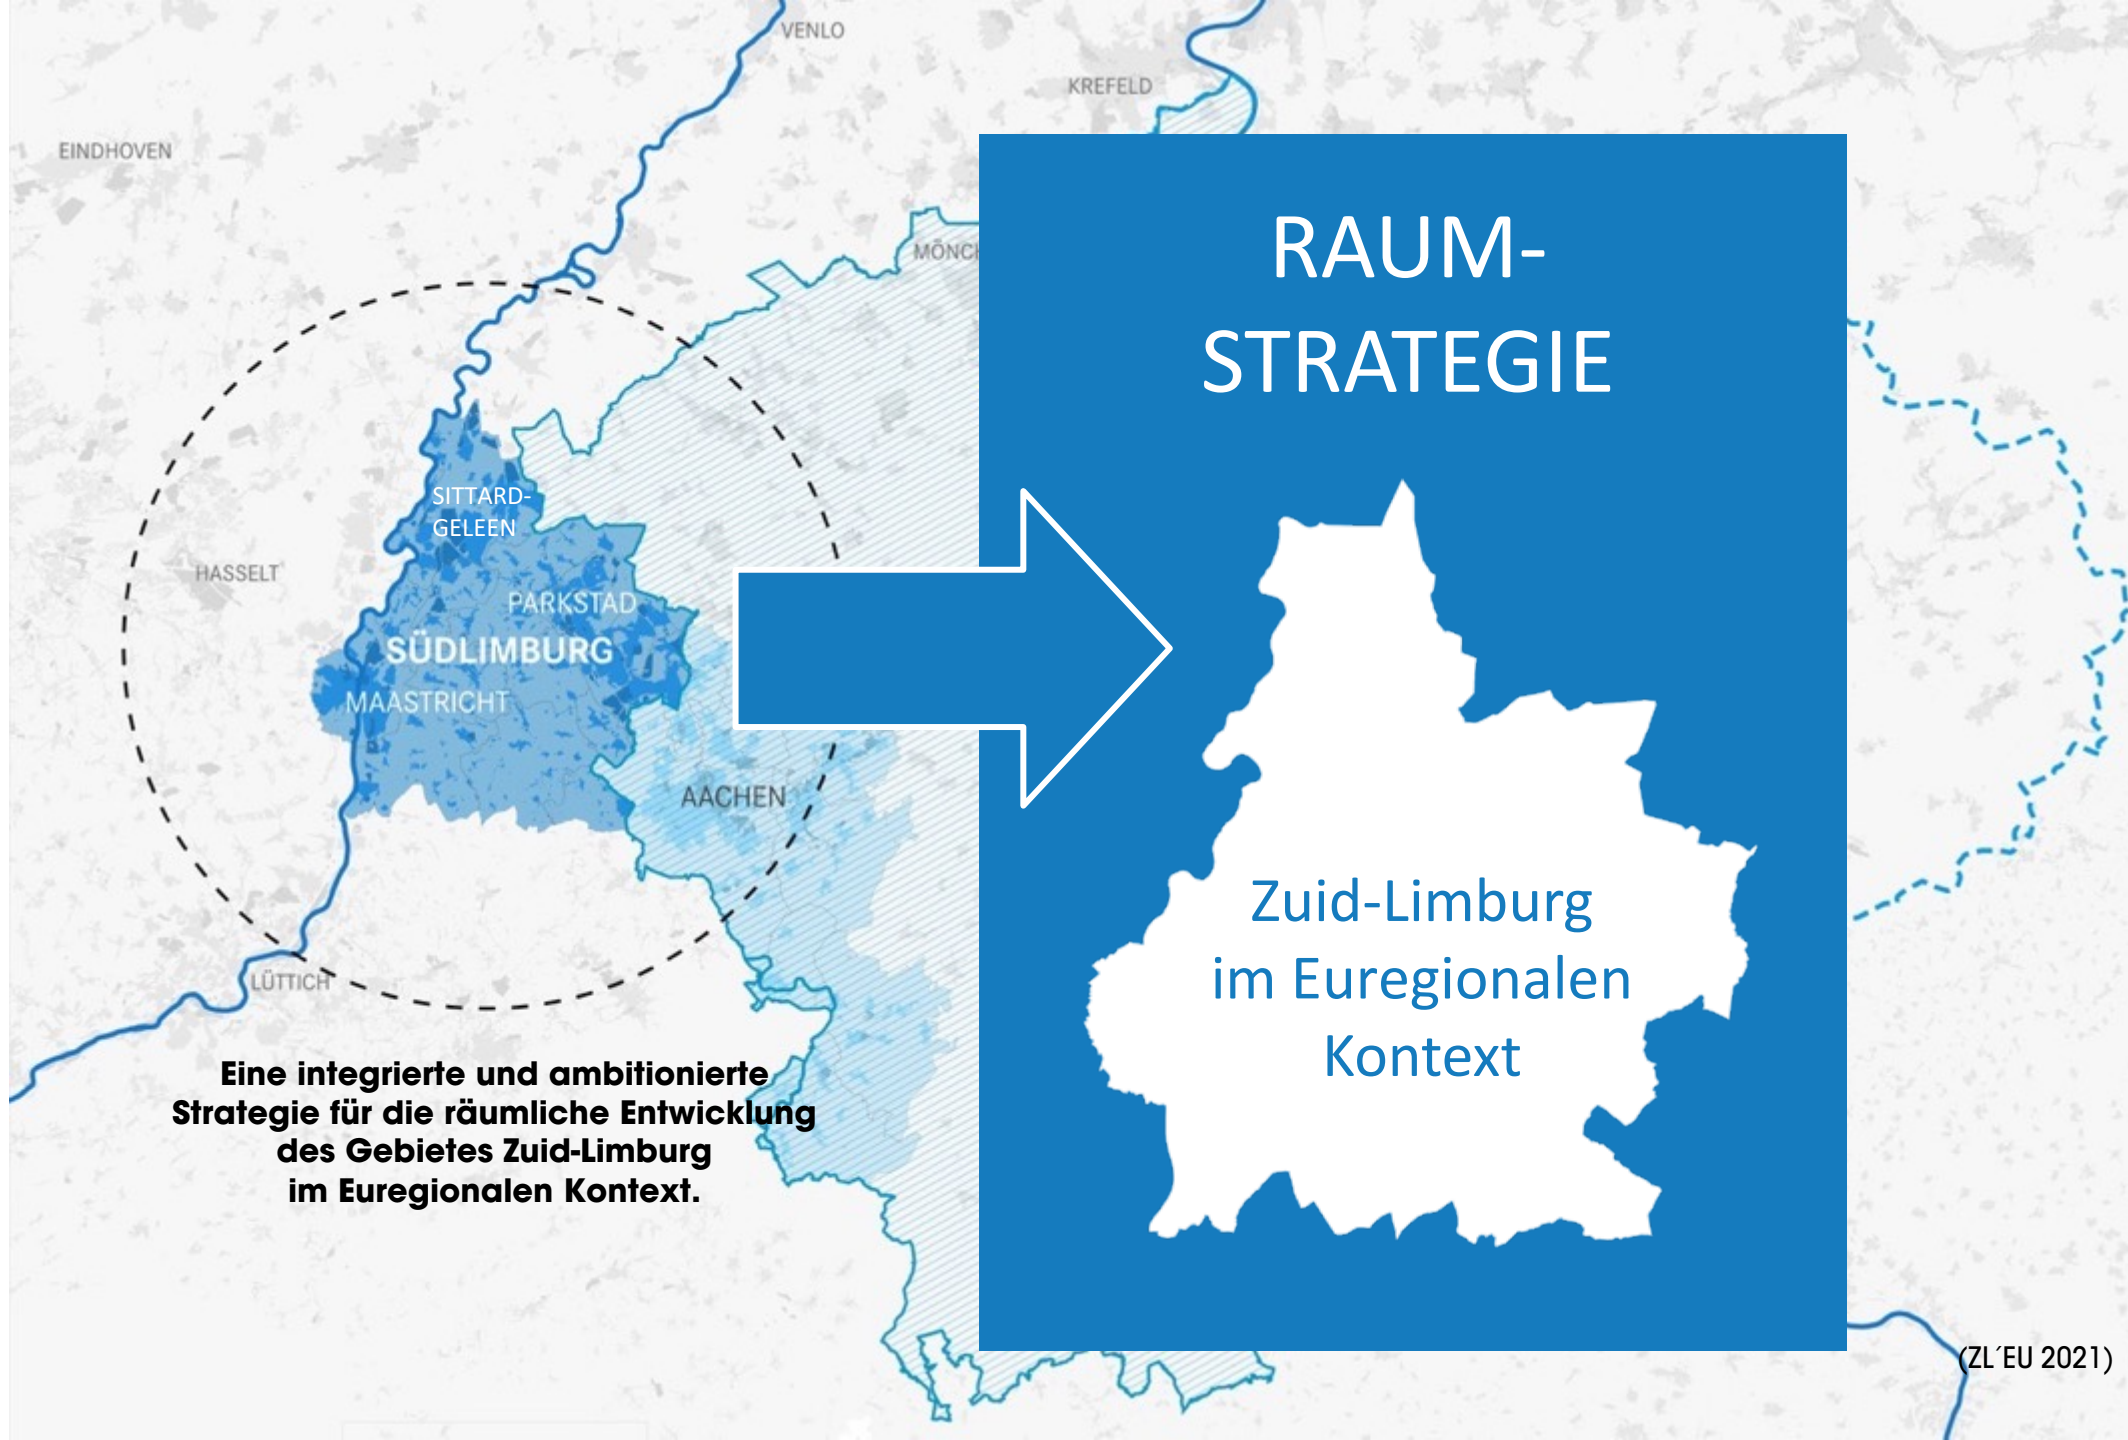 VENLO
KREFELD
EINDHOVEN
MÖNCH
RAUM-
STRATEGIE
SITTARD-
GELEEN
HASSELT
PARKSTAD
SÜDLIMBURG
MAASTRICHT
AACHEN
Zuid-Limburg
im Euregionalen
Kontext
LÜTTICH
Eine integrierte und ambitionierte
Strategie für die räumliche Entwicklung
des Gebietes Zuid-Limburg
im Euregionalen Kontext.
(ZL´EU 2021)